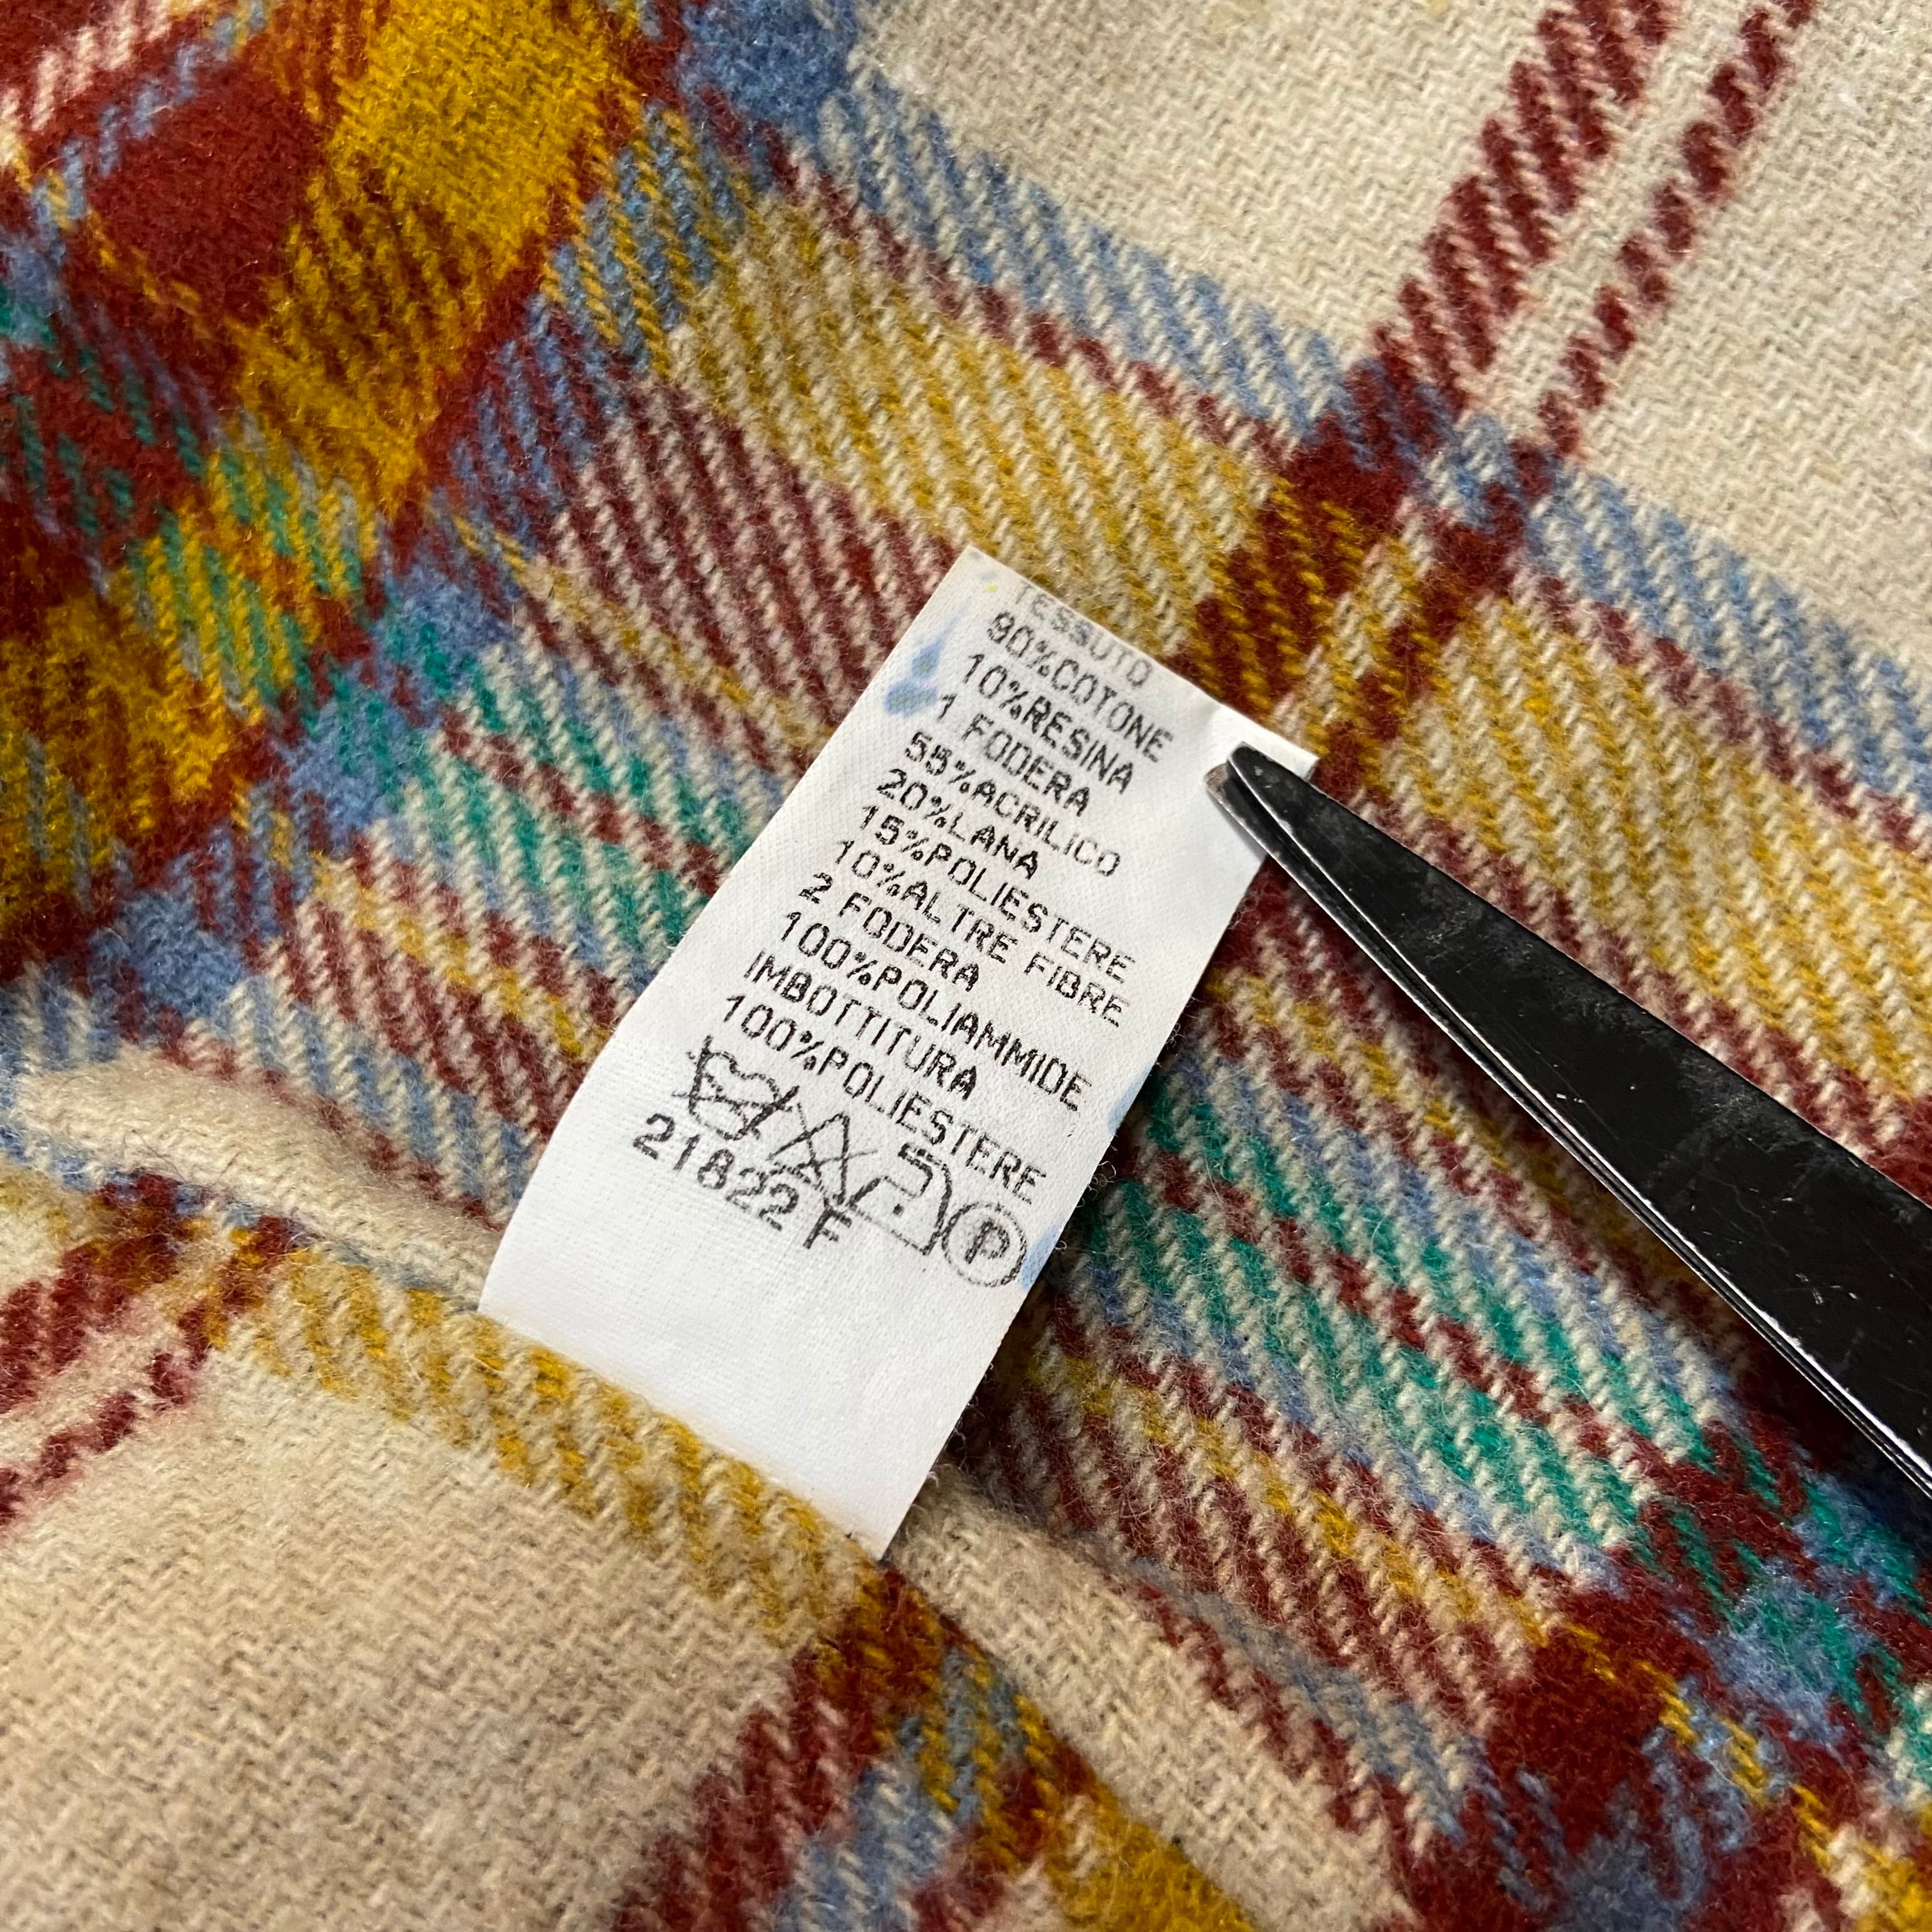 TESSUTO
90%COTONE
10%RESINA
1 FODERA
55%ACRILICO
20%LANA
15%POLIESTERE
10%ALTRE FIBRE
2 FODERA
100%POLIAMMIDE
IMBOTTITURA
100%POLIESTERE
P
21822 F